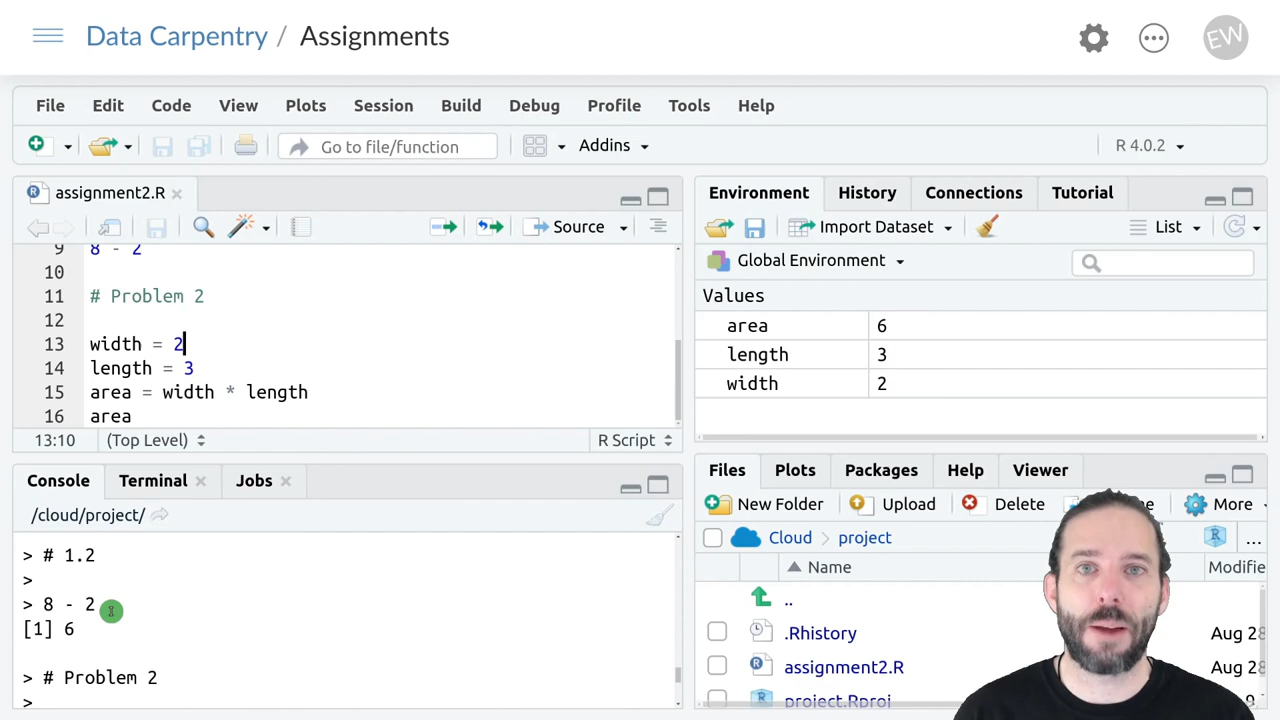 Data Carpentry / Assignments
EW
File Edit Code View Plots Session Build Debug Profile Tools Help
Go to file/function
Addins
R 4.0.2
assignment2.R
Source
9 8 - 2
10
11 # Problem 2
12
13 width = 2
14 length = 3
15 area = width * length
16 area
13:10 (Top Level) R Script
Console Terminal Jobs
/cloud/project/
> # 1.2
>
> 8 - 2
[1] 6
> # Problem 2
>
Environment History Connections Tutorial
Import Dataset List
Global Environment
Values
area 6
length 3
width 2
Files Plots Packages Help Viewer
New Folder Upload Delete More
Cloud project ...
Name Modifie
..
.Rhistory Aug 28
assignment2.R Aug 28
project.Rproj